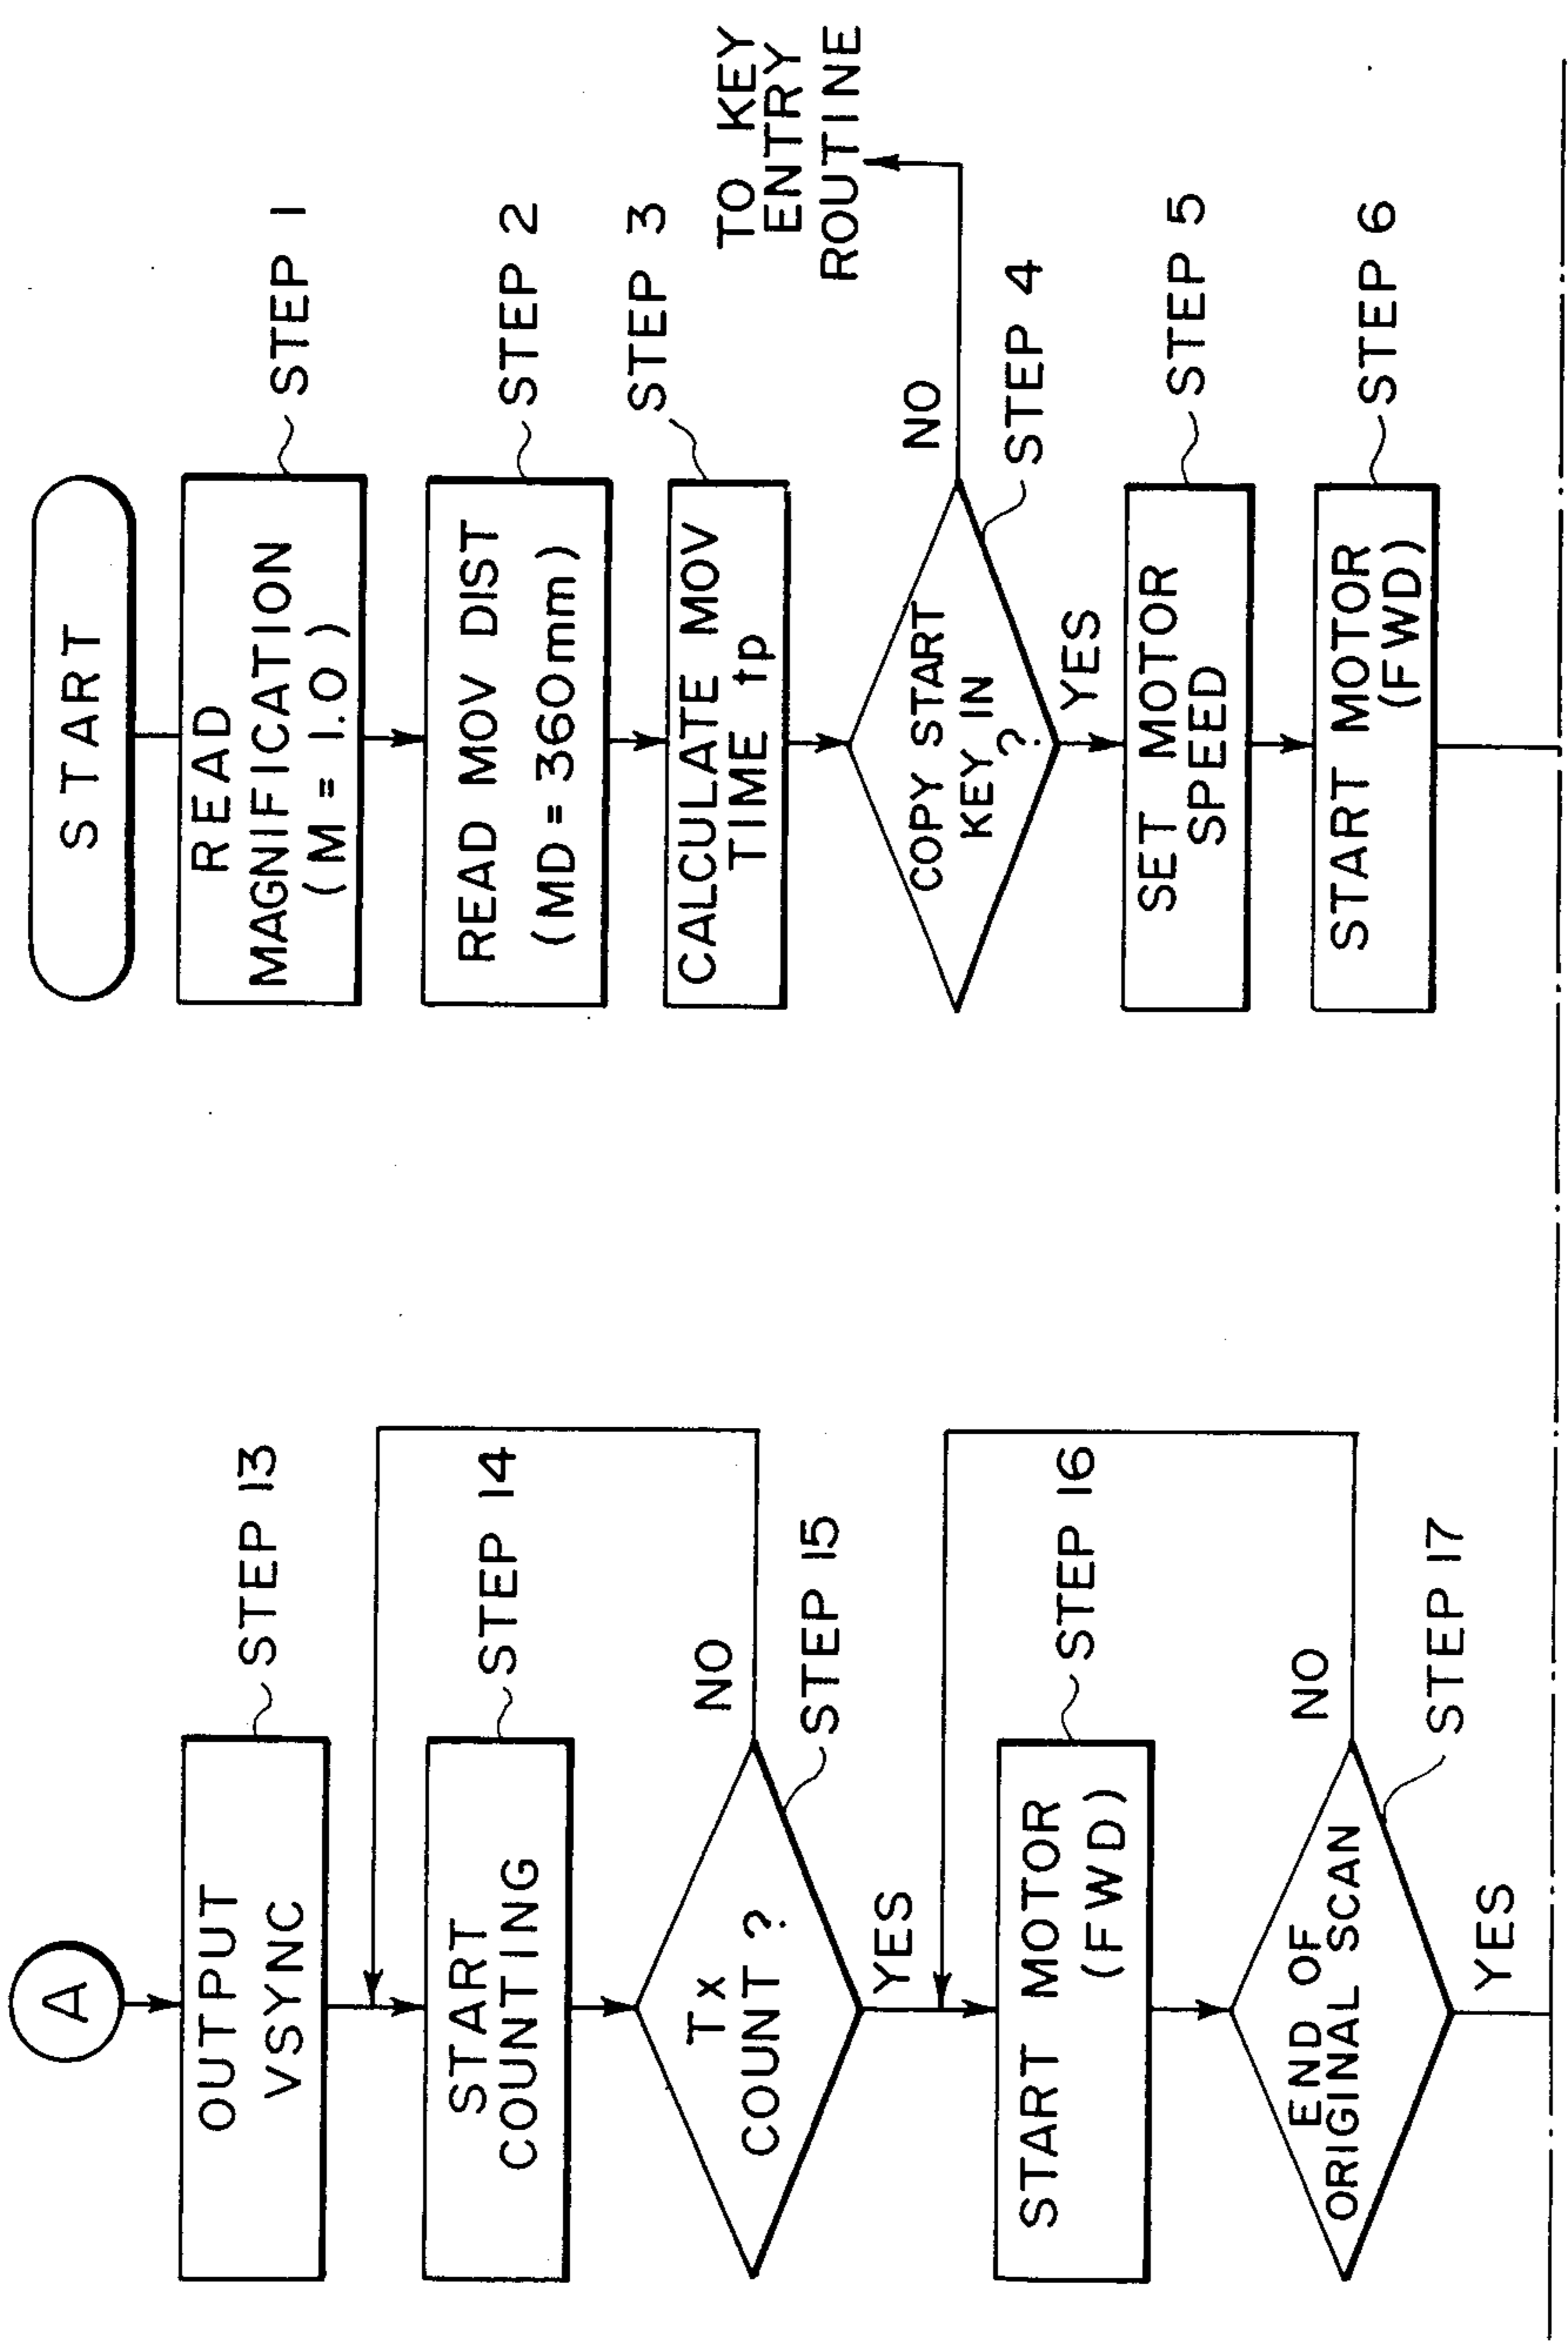 START
READ
MAGNIFICATION
(M = 1.0)
STEP 1
READ MOV DIST
(MD = 360mm)
STEP 2
CALCULATE MOV
TIME tp
STEP 3
COPY START
KEY IN
?
STEP 4
NO
TO KEY
ENTRY
ROUTINE
YES
SET MOTOR
SPEED
STEP 5
START MOTOR
(FWD)
STEP 6
A
OUTPUT
VSYNC
STEP 13
START
COUNTING
STEP 14
Tx
COUNT ?
STEP 15
NO
YES
START MOTOR
(FWD)
STEP 16
END OF
ORIGINAL SCAN
STEP 17
NO
YES